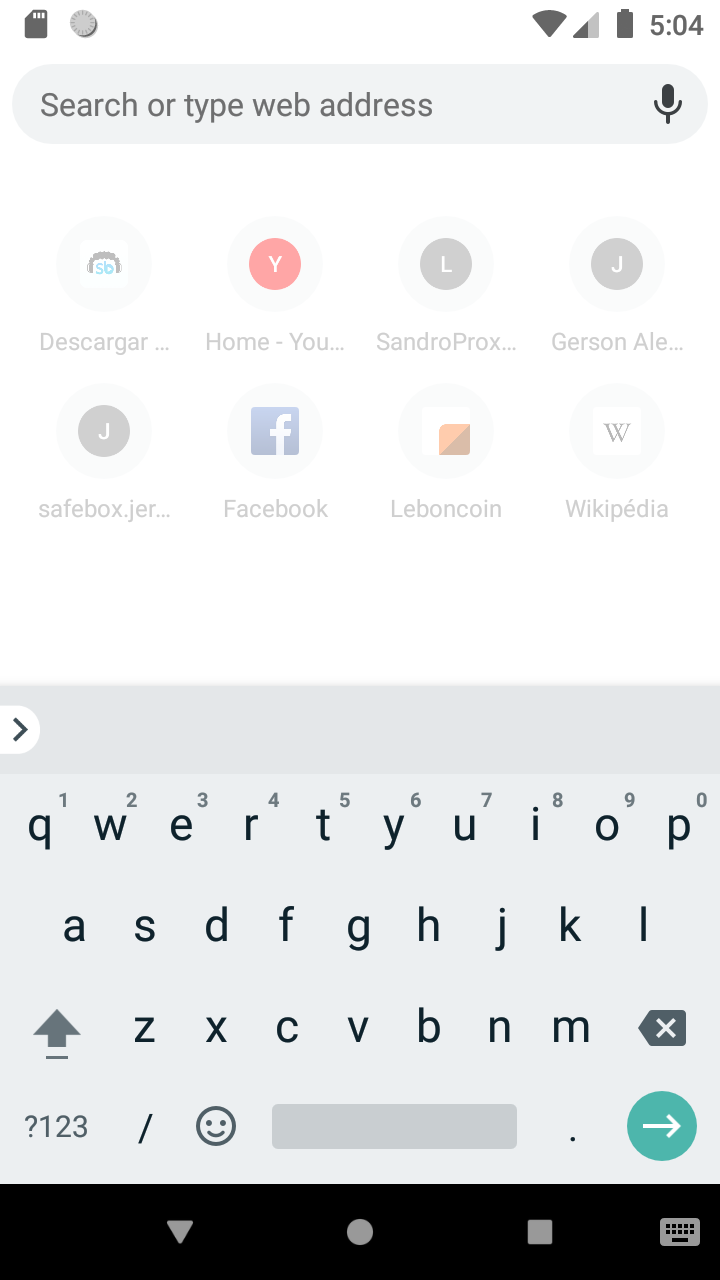 5:04
Search or type web address
Sb Y L J
Descargar ... Home - You... SandroProx... Gerson Ale...
J f W
safebox.jer... Facebook Leboncoin Wikipédia
1 2 3 4 5 6 7 8 9 0
q w e r t y u i o p
a s d f g h j k l
z x c v b n m
?123 / .